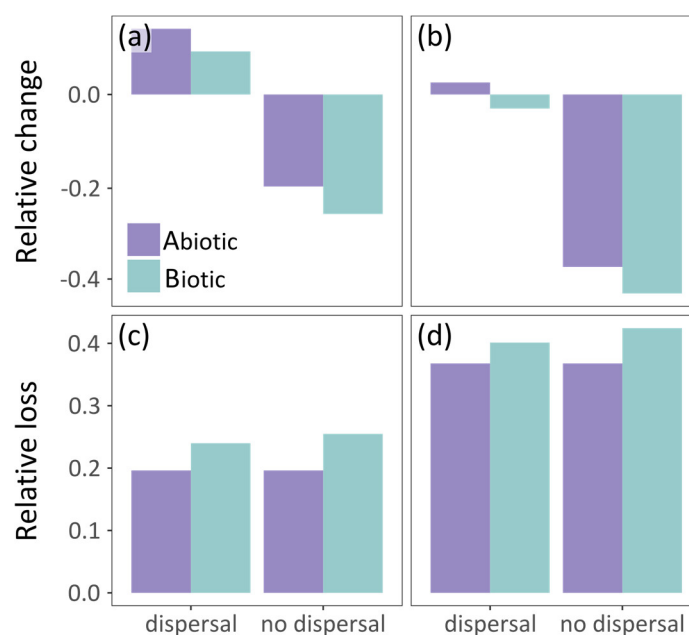 (a)
(b)
Relative change
0.0
-0.2
-0.4
Abiotic
Biotic
(c)
(d)
Relative loss
0.4
0.3
0.2
0.1
0.0
dispersal no dispersal
dispersal no dispersal